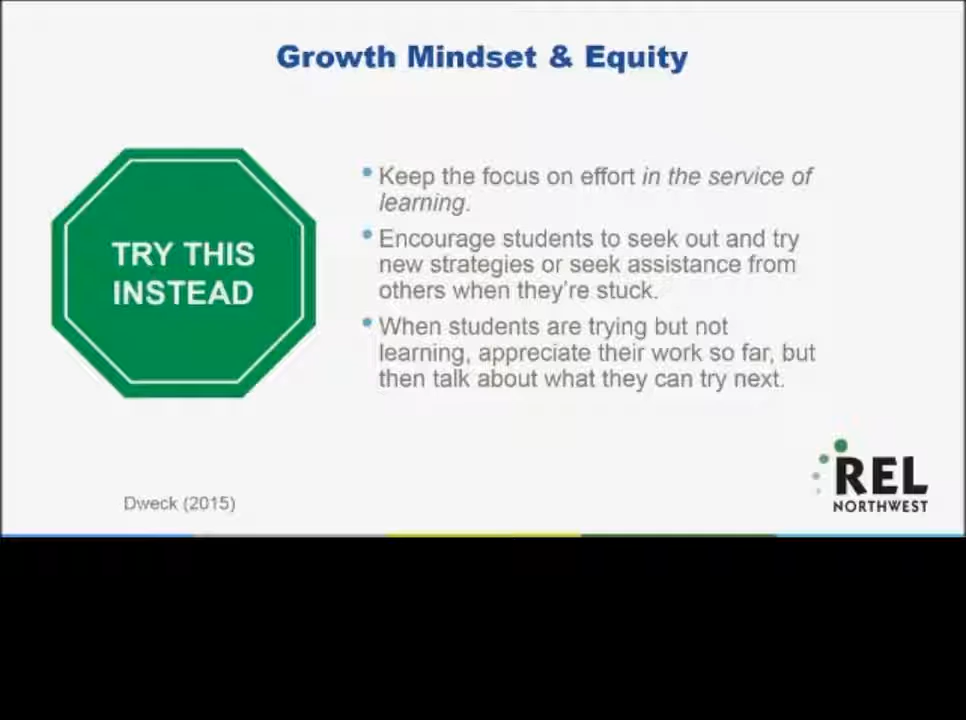 Growth Mindset & Equity
TRY THIS
INSTEAD
• Keep the focus on effort in the service of
learning.
• Encourage students to seek out and try
new strategies or seek assistance from
others when they're stuck.
• When students are trying but not
learning, appreciate their work so far, but
then talk about what they can try next.
Dweck (2015)
REL
NORTHWEST